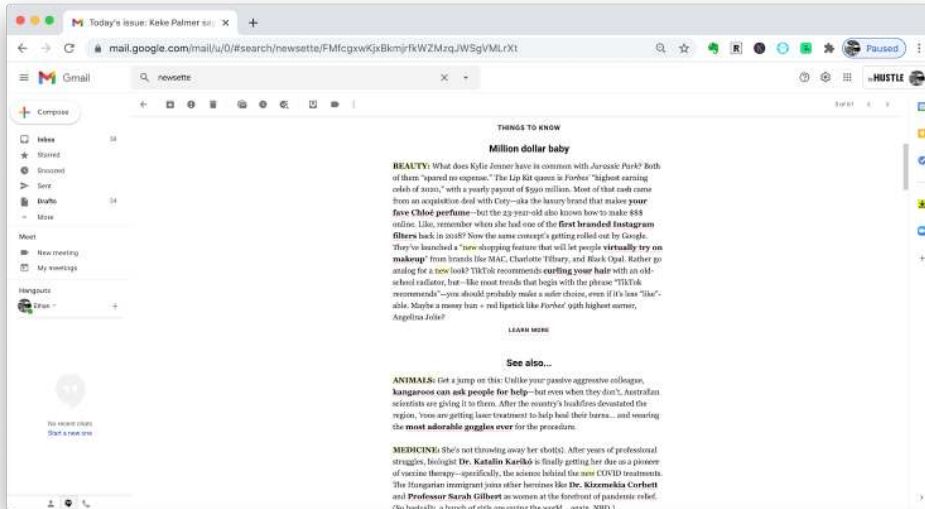 Today's issue: Keke Palmer say
mail.google.com/mail/u/0/#search/newsette/FMfcgxwKjxBkmjrfkWZMzqJWSgVMLrXt
Paused
Gmail
newsette
HUSTLE
Compose
Inbox
Starred
Snoozed
Sent
Drafts
More
Meet
New meeting
My meetings
Hangouts
Ethan
No recent chats
Start a new one
THINGS TO KNOW
Million dollar baby
BEAUTY: What does Kylie Jenner have in common with Jurassic Park? Both
of them "spared no expense." The Lip Kit queen is Forbes' "highest earning
celeb of 2020," with a yearly payout of $590 million. Most of that cash came
from an acquisition deal with Coty—aka the luxury brand that makes your
fave Chloé perfume—but the 23-year-old also knows how to make $$$
online. Like, remember when she had one of the first branded Instagram
filters back in 2018? Now the same concept's getting rolled out by Google.
They've launched a "new shopping feature that will let people virtually try on
makeup" from brands like MAC, Charlotte Tilbury, and Black Opal. Rather go
analog for a new look? TikTok recommends curling your hair with an old-
school radiator, but—like most trends that begin with the phrase "TikTok
recommends"—you should probably make a safer choice, even if it's less "like"-
able. Maybe a messy bun + red lipstick like Forbes' 99th highest earner,
Angelina Jolie?
LEARN MORE
See also...
ANIMALS: Get a jump on this: Unlike your passive aggressive colleague,
kangaroos can ask people for help—but even when they don't, Australian
scientists are giving it to them. After the country's bushfires devastated the
region, 'roos are getting laser treatment to help heal their burns... and wearing
the most adorable goggles ever for the procedure.
MEDICINE: She's not throwing away her shot(s). After years of professional
struggles, biologist Dr. Katalin Karikó is finally getting her due as a pioneer
of vaccine therapy—specifically, the science behind the new COVID treatments.
The Hungarian immigrant joins other heroines like Dr. Kizzmekia Corbett
and Professor Sarah Gilbert as women at the forefront of pandemic relief.
(So basically, a bunch of girls are saving the world... again. NBD.)